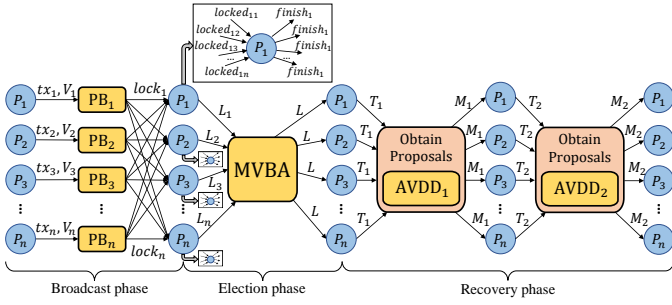 locked₁₁
locked₁₂
locked₁₃
...
locked₁ₙ
P₁
finish₁
finish₁
finish₁
...
finish₁
P₁ tx₁, V₁ PB₁ lock₁ P₁ L₁ L P₁ T₁ M₁ P₁ T₂ M₂ P₁
P₂ tx₂, V₂ PB₂ P₂ L₂ L P₂ T₁ Obtain Proposals M₁ P₂ T₂ Obtain Proposals M₂ P₂
MVBA
P₃ tx₃, V₃ PB₃ P₃ L₃ L P₃ T₁ AVDD₁ M₁ P₃ T₂ AVDD₂ M₂ P₃
⋮ ⋮ ⋮ ⋮ ⋮ ⋮
Pₙ txₙ, Vₙ PBₙ lockₙ Pₙ Lₙ L Pₙ T₁ M₁ Pₙ T₂ M₂ Pₙ
Broadcast phase Election phase Recovery phase